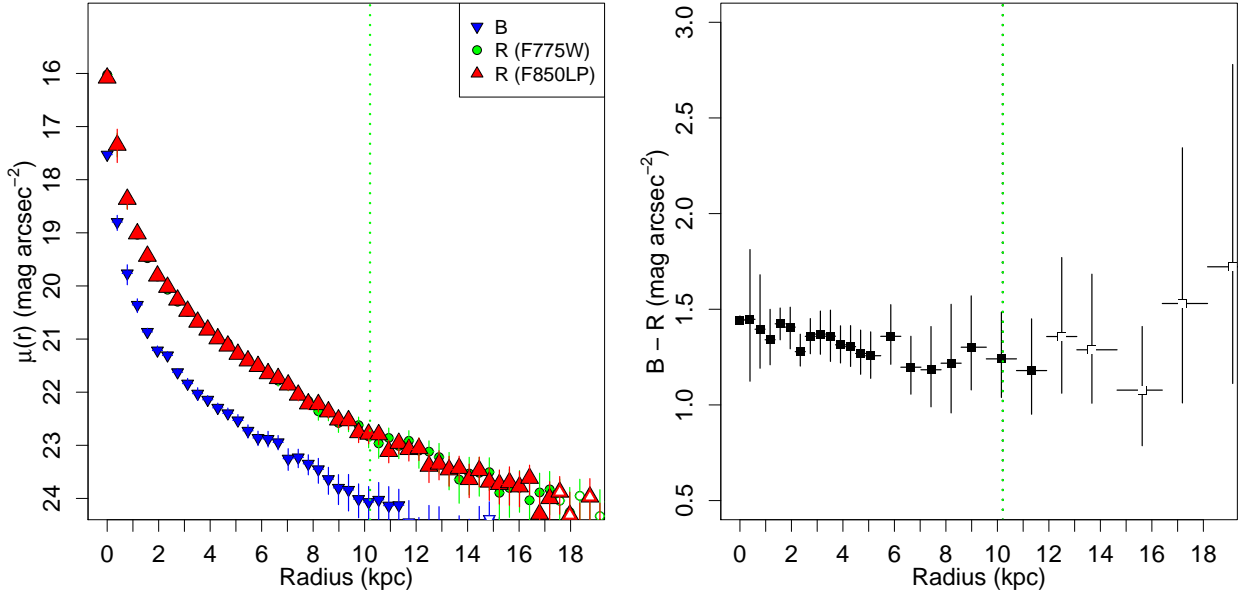 B
R (F775W)
R (F850LP)
16
17
18
19
20
21
22
23
24
μ(r) (mag arcsec−2)
0 2 4 6 8 10 12 14 16 18
Radius (kpc)
3.0
2.5
2.0
1.5
1.0
0.5
B − R (mag arcsec−2)
0 2 4 6 8 10 12 14 16 18
Radius (kpc)